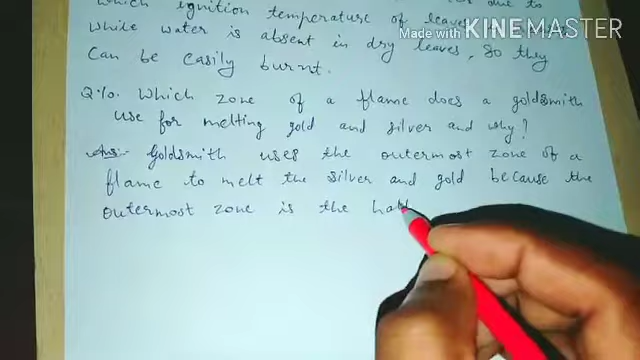 which ignition temperature of leaves due to
Made with KINEMASTER
while water is absent in dry leaves, so they
can be easily burnt.
Q%. Which zone of a flame does a goldsmith
use for melting gold and silver and why?
Ans:- Goldsmith uses the outermost zone of a
flame to melt the silver and gold because the
outermost zone is the